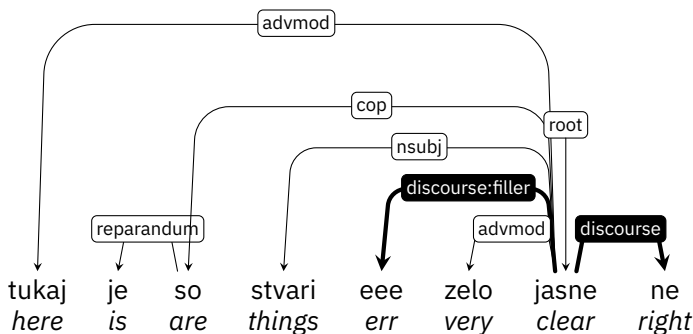 advmod
cop
root
nsubj
discourse:filler
reparandum advmod discourse
tukaj je so stvari eee zelo jasne ne
here is are things err very clear right